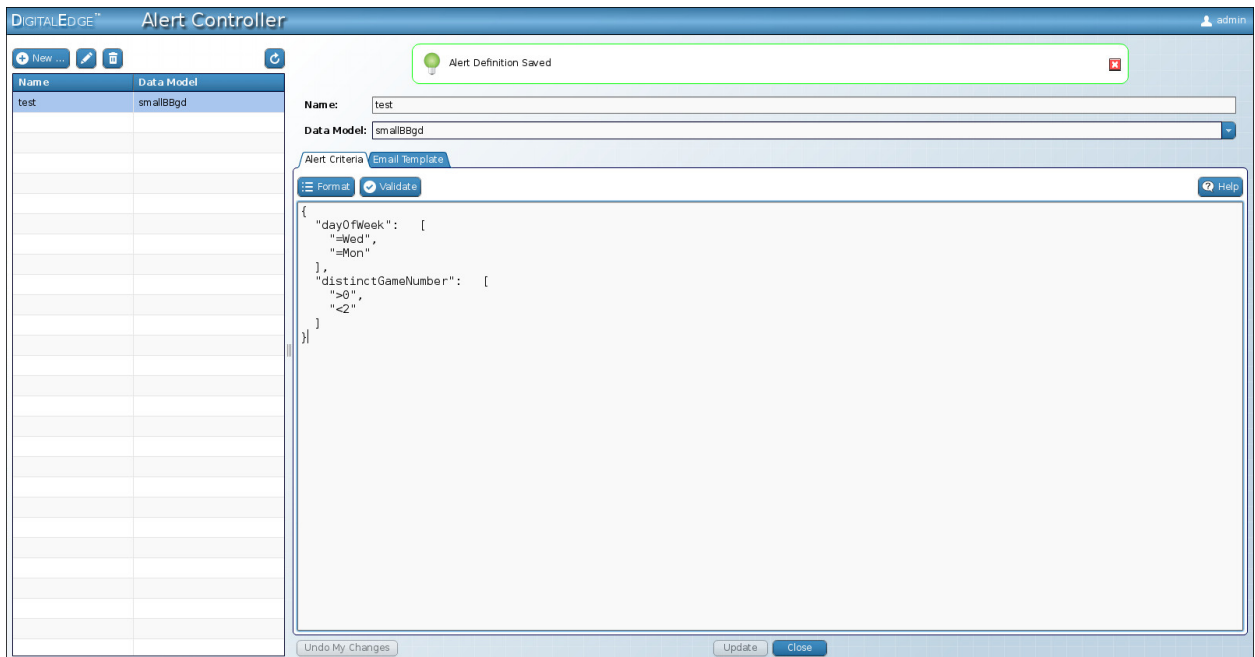 DIGITALEDGE™ Alert Controller admin
New ...
Name Data Model
test smallBBgd
Alert Definition Saved
Name: test
Data Model: smallBBgd
Alert Criteria Email Template
Format Validate Help
{
"dayOfWeek": [
"=Wed",
"=Mon"
],
"distinctGameNumber": [
">0",
"<2"
]
}
Undo My Changes Update Close